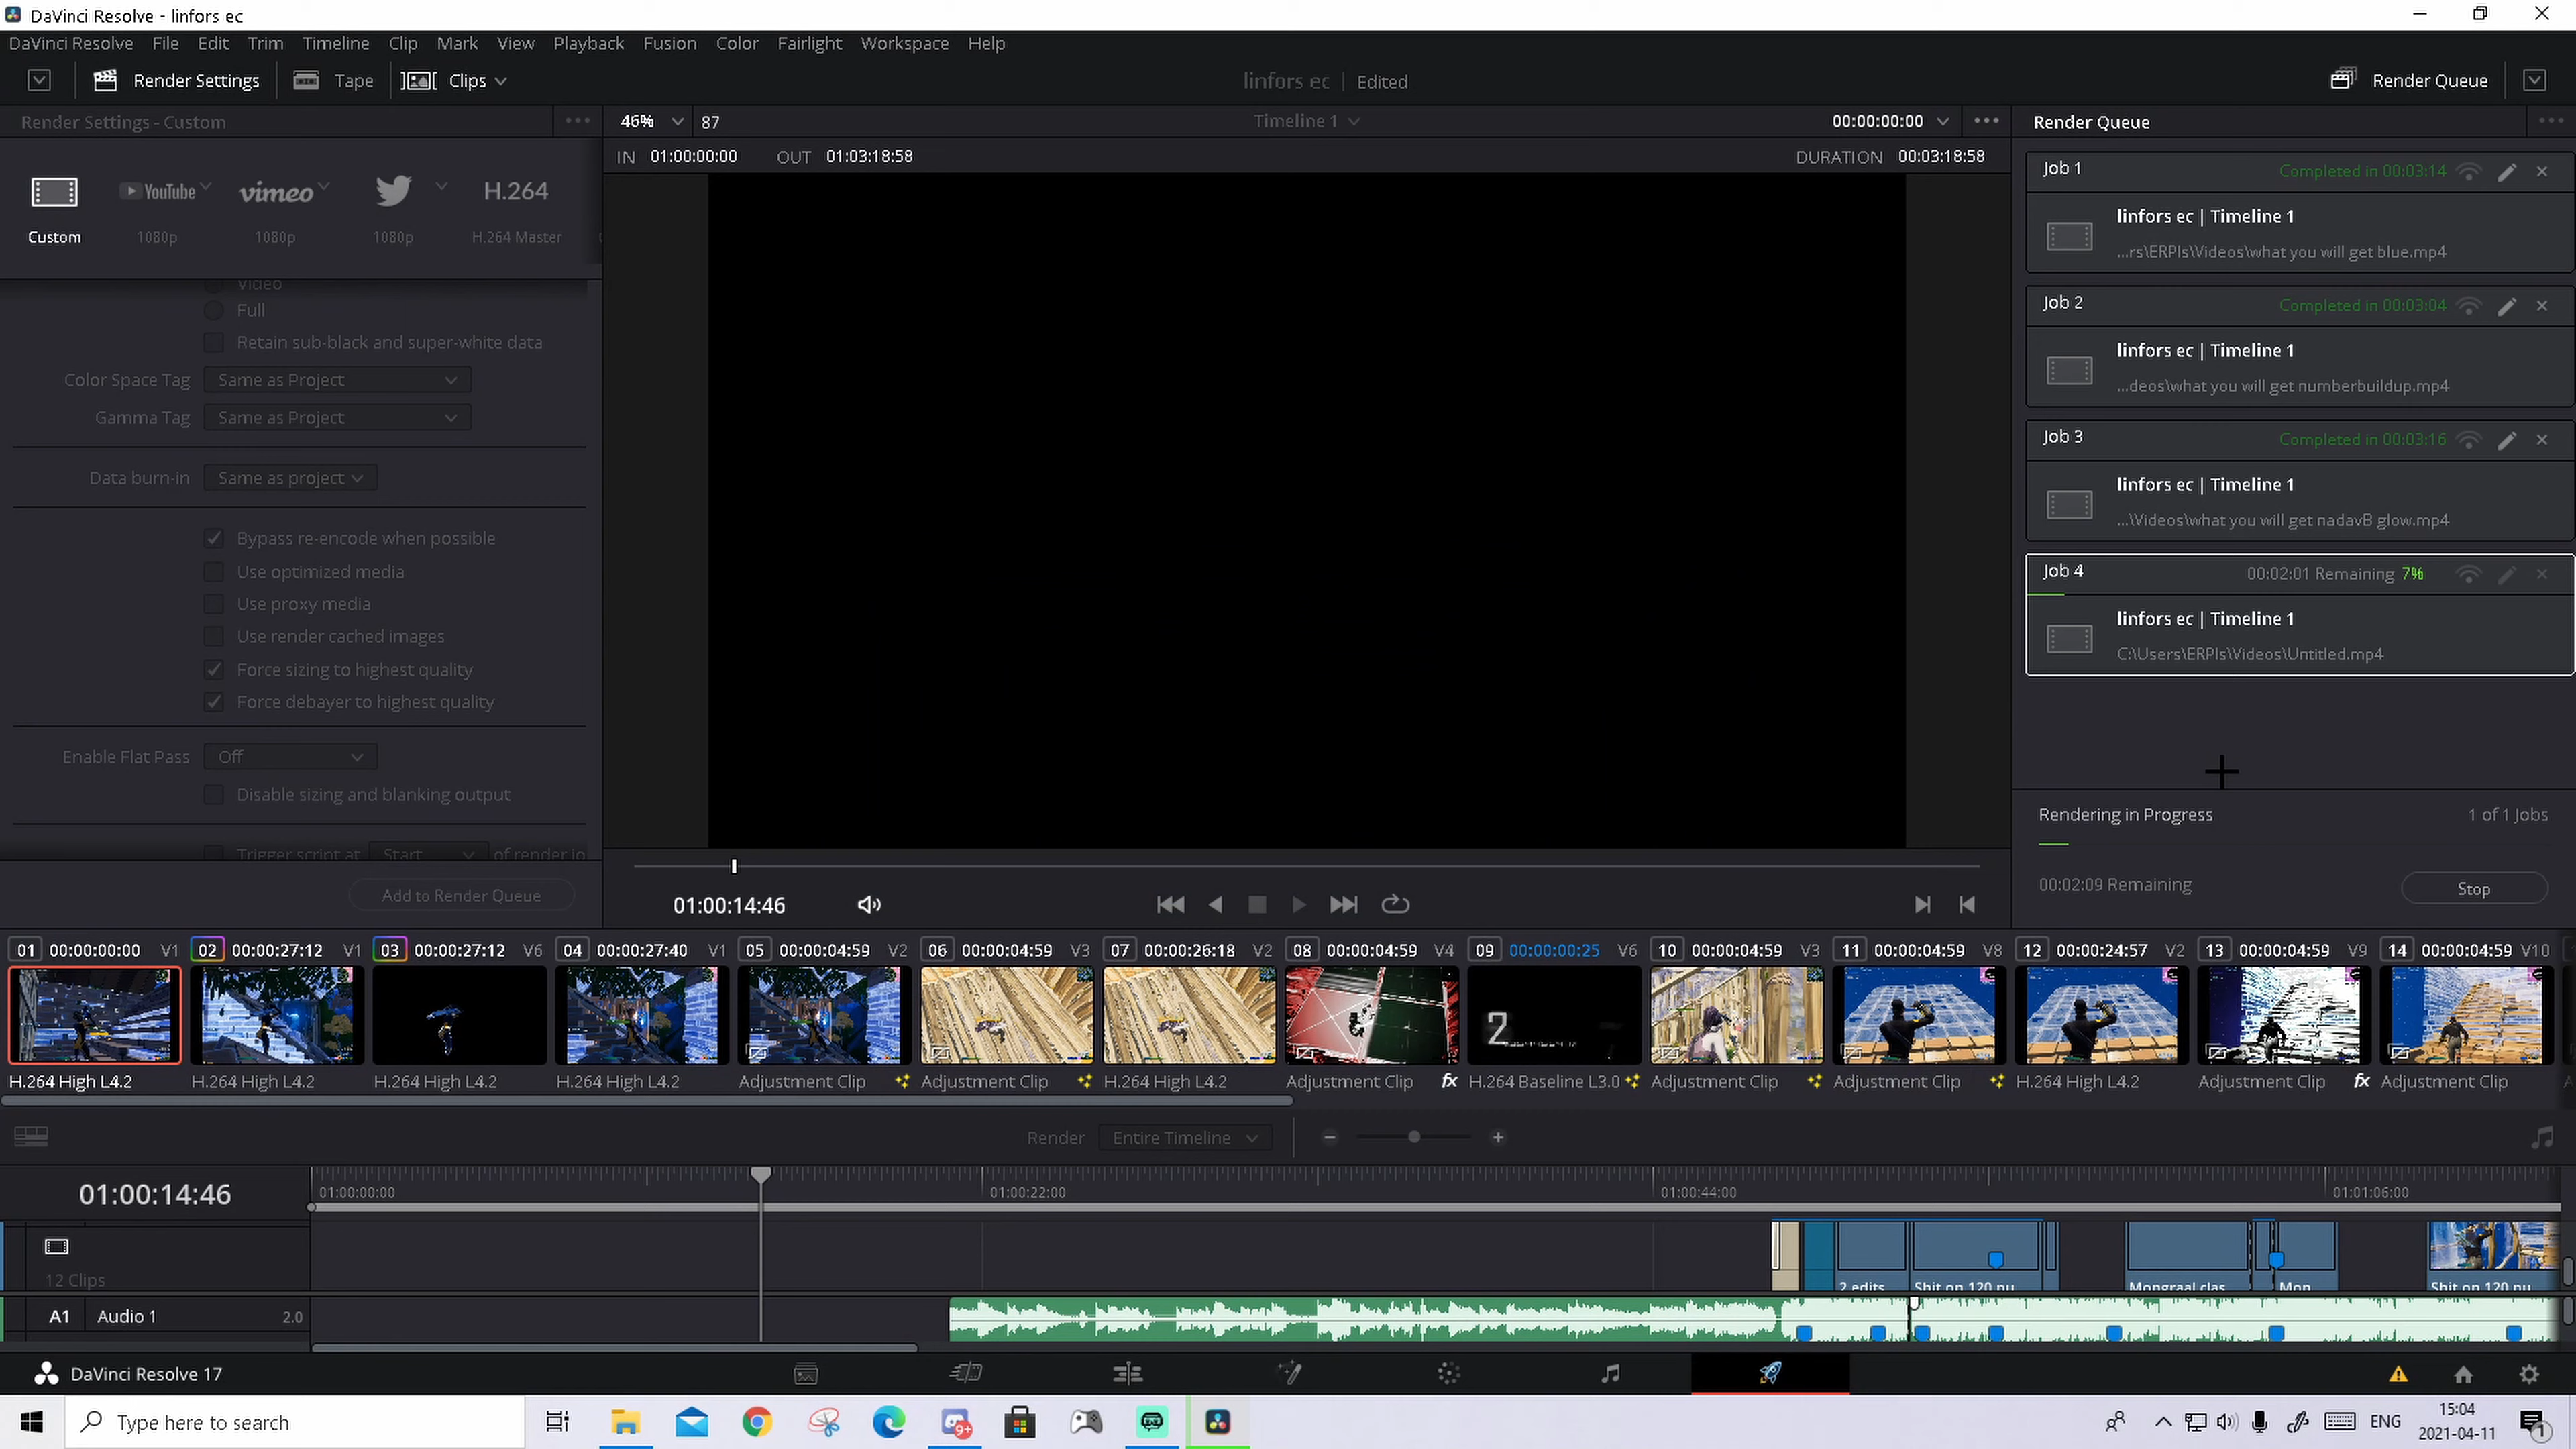 DaVinci Resolve - linfors ec
DaVinci Resolve File Edit Trim Timeline Clip Mark View Playback Fusion Color Fairlight Workspace Help
Render Settings Tape Clips linfors ec Edited Render Queue
Render Settings - Custom 46% 87 Timeline 1 00:00:00:00 Render Queue
IN 01:00:00:00 OUT 01:03:18:58 DURATION 00:03:18:58
YouTube vimeo H.264
Custom 1080p 1080p 1080p H.264 Master
Video
Full
Retain sub-black and super-white data
Color Space Tag Same as Project
Gamma Tag Same as Project
Data burn-in Same as project
Bypass re-encode when possible
Use optimized media
Use proxy media
Use render cached images
Force sizing to highest quality
Force debayer to highest quality
Enable Flat Pass Off
Disable sizing and blanking output
Trigger script at Start of render jo
Add to Render Queue
Job 1 Completed in 00:03:14
linfors ec | Timeline 1
...rs\ERPIs\Videos\what you will get blue.mp4
Job 2 Completed in 00:03:04
linfors ec | Timeline 1
...deos\what you will get numberbuildup.mp4
Job 3 Completed in 00:03:16
linfors ec | Timeline 1
...\Videos\what you will get nadavB glow.mp4
Job 4 00:02:01 Remaining 7%
linfors ec | Timeline 1
C:\Users\ERPIs\Videos\Untitled.mp4
Rendering in Progress 1 of 1 Jobs
00:02:09 Remaining Stop
01:00:14:46
01 00:00:00:00 V1 02 00:00:27:12 V1 03 00:00:27:12 V6 04 00:00:27:40 V1 05 00:00:04:59 V2 06 00:00:04:59 V3 07 00:00:26:18 V2 08 00:00:04:59 V4 09 00:00:00:25 V6 10 00:00:04:59 V3 11 00:00:04:59 V8 12 00:00:24:57 V2 13 00:00:04:59 V9 14 00:00:04:59 V10
2
H.264 High L4.2 H.264 High L4.2 H.264 High L4.2 H.264 High L4.2 Adjustment Clip Adjustment Clip H.264 High L4.2 Adjustment Clip fx H.264 Baseline L3.0 Adjustment Clip Adjustment Clip H.264 High L4.2 Adjustment Clip fx Adjustment Clip
Render Entire Timeline
01:00:14:46 01:00:00:00 01:00:22:00 01:00:44:00 01:01:06:00
12 Clips 2 edits Shit on 120 pu Mongraal clas Mon Shit on 120 pu
A1 Audio 1 2.0
DaVinci Resolve 17
Type here to search 9+ ENG 15:04
2021-04-11 1